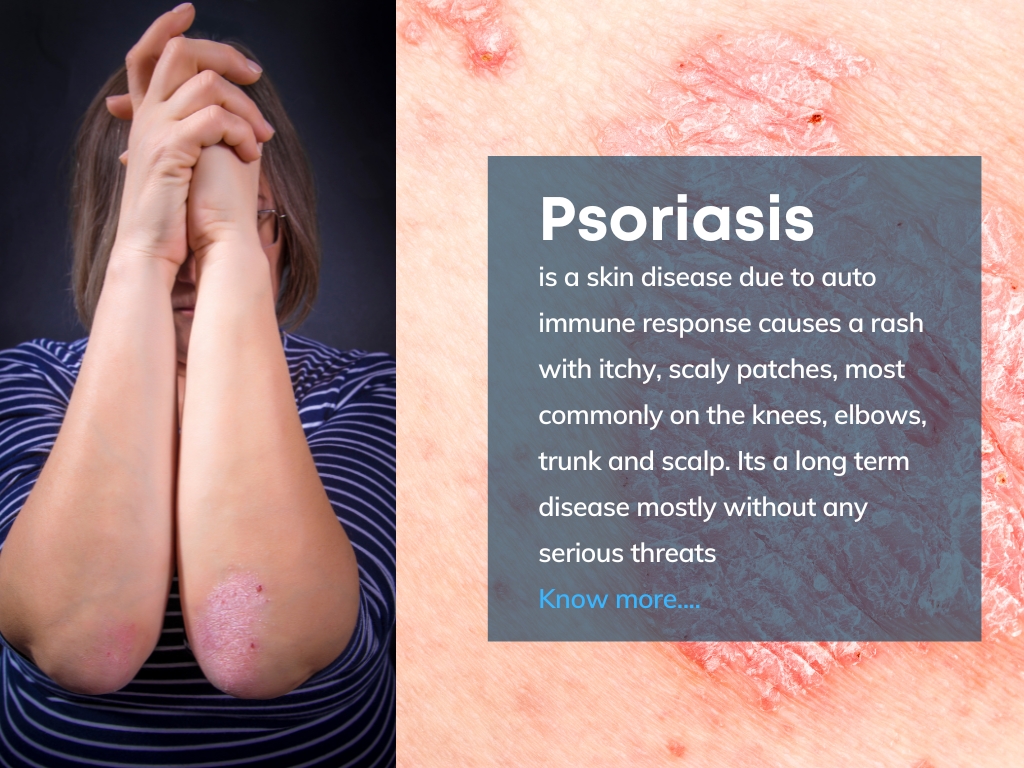 Psoriasis
is a skin disease due to auto
immune response causes a rash
with itchy, scaly patches, most
commonly on the knees, elbows,
trunk and scalp. Its a long term
disease mostly without any
serious threats
Know more....